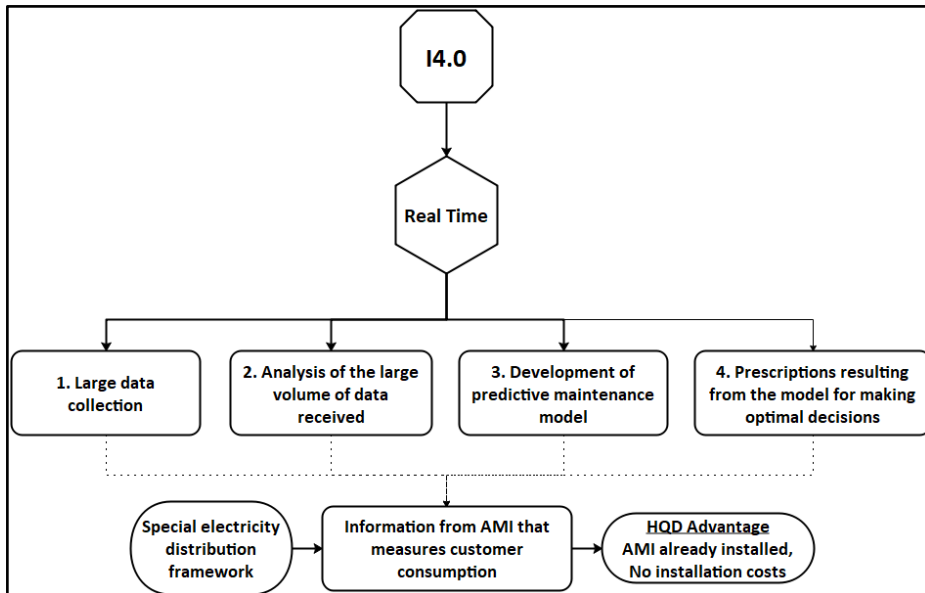 I4.0
Real Time
1. Large data
collection
2. Analysis of the large
volume of data
received
3. Development of
predictive maintenance
model
4. Prescriptions resulting
from the model for making
optimal decisions
Special electricity
distribution
framework
Information from AMI that
measures customer
consumption
HQD Advantage
AMI already installed,
No installation costs